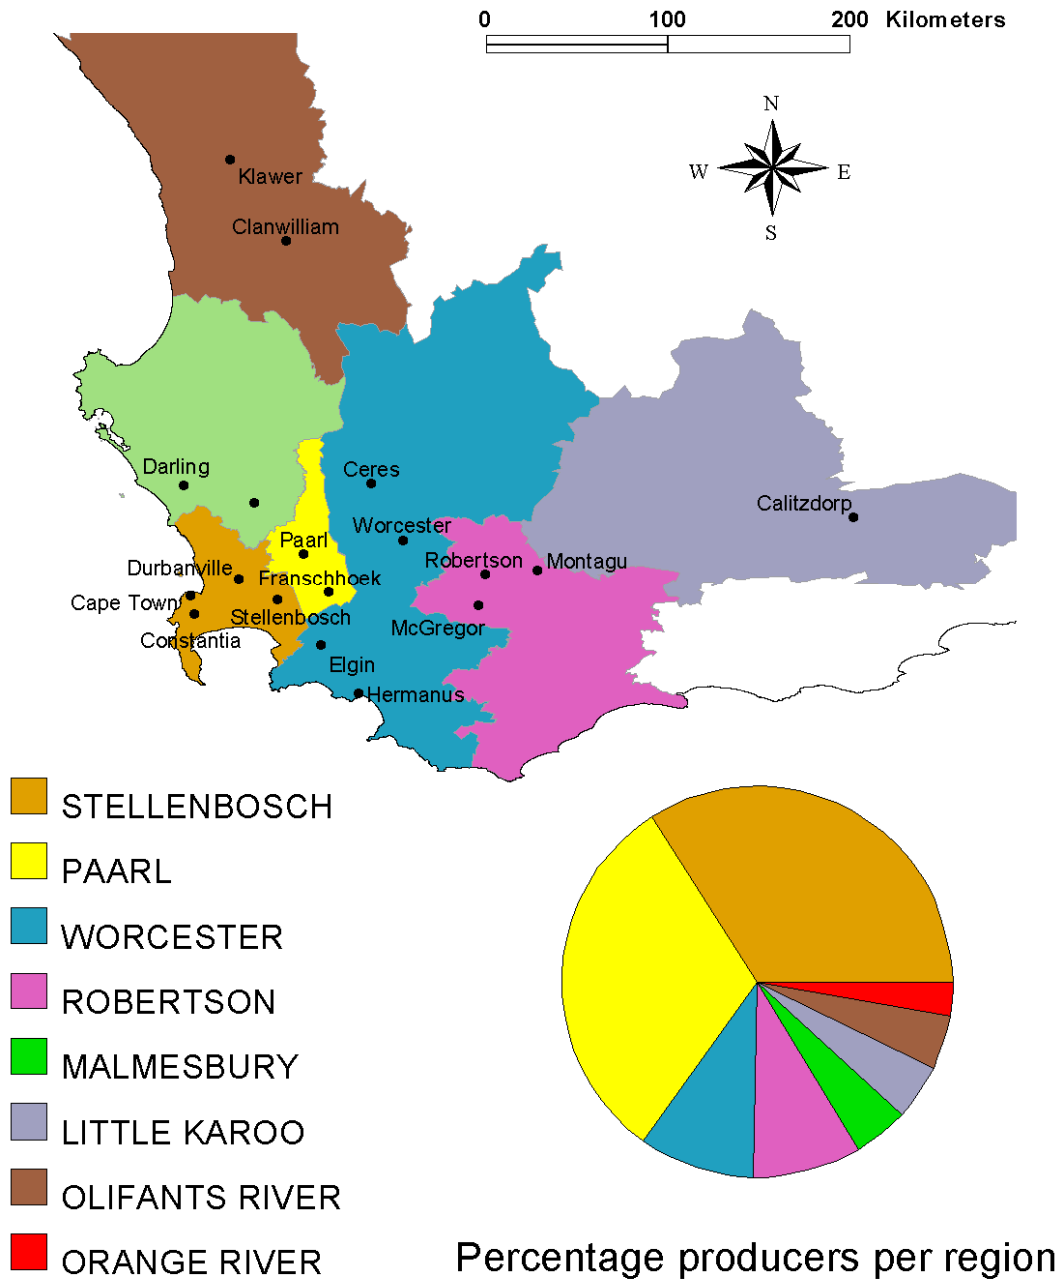 0 100 200 Kilometers
N
W E
S
Klawer
Clanwilliam
Darling
Ceres
Calitzdorp
Worcester
Paarl
Robertson
Montagu
Durbanville
Franschhoek
Cape Town
Stellenbosch
McGregor
Constantia
Elgin
Hermanus
STELLENBOSCH
PAARL
WORCESTER
ROBERTSON
MALMESBURY
LITTLE KAROO
OLIFANTS RIVER
ORANGE RIVER
Percentage producers per region